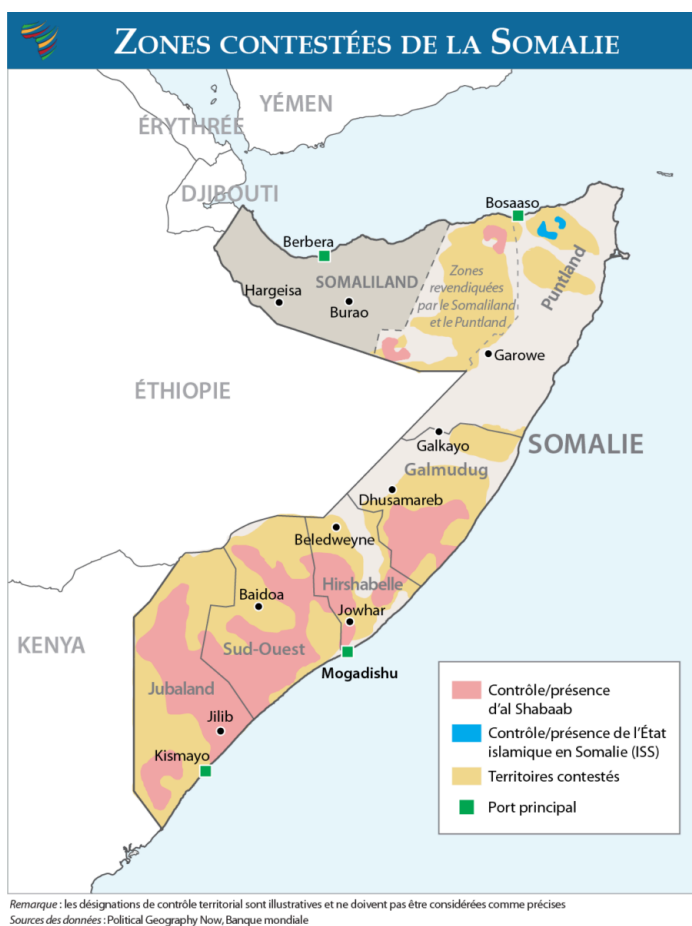 ZONES CONTESTÉES DE LA SOMALIE
YÉMEN
ÉRYTHRÉE
DJIBOUTI
Bosaaso
Berbera
SOMALILAND
Zones
revendiquées
par le Somaliland
et le Puntland
Puntland
Hargeisa
Burao
Garowe
ÉTHIOPIE
Galkayo
SOMALIE
Galmudug
Dhusamareb
Beledweyne
Hirshabelle
Baidoa
Jowhar
KENYA
Sud-Ouest
Mogadishu
Jubaland
Jilib
Kismayo
Contrôle/présence
d'al Shabaab
Contrôle/présence de l'État
islamique en Somalie (ISS)
Territoires contestés
Port principal
Remarque : les désignations de contrôle territorial sont illustratives et ne doivent pas être considérées comme précises
Sources des données : Political Geography Now, Banque mondiale